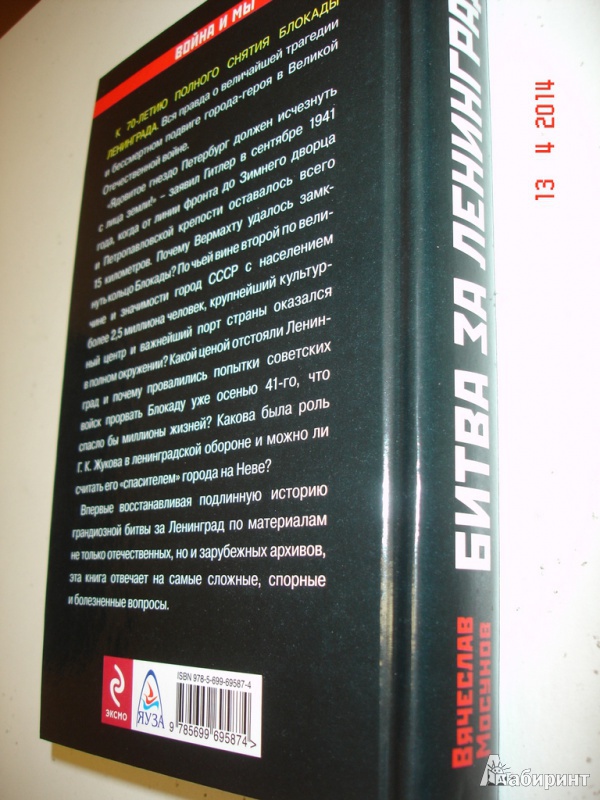 ВОЙНА И МЫ
К 70-ЛЕТИЮ ПОЛНОГО СНЯТИЯ БЛОКАДЫ
ЛЕНИНГРАДА. Вся правда о величайшей трагедии
и бессмертном подвиге города-героя в Великой
Отечественной войне.
«Ядовитое гнездо Петербург должен исчезнуть
с лица земли!» – заявил Гитлер в сентябре 1941
года, когда от линии фронта до Зимнего дворца
и Петропавловской крепости оставалось всего
15 километров. Почему Вермахту удалось замк-
нуть кольцо Блокады? По чьей вине второй по вели-
чине и значимости город СССР с населением
более 2,5 миллиона человек, крупнейший культур-
ный центр и важнейший порт страны оказался
в полном окружении? Какой ценой отстояли Ленин-
град и почему провалились попытки советских
войск прорвать Блокаду уже осенью 41-го, что
спасло бы миллионы жизней? Какова была роль
Г. К. Жукова в ленинградской обороне и можно ли
считать его «спасителем» города на Неве?
Впервые восстанавливая подлинную историю
грандиозной битвы за Ленинград по материалам
не только отечественных, но и зарубежных архивов,
эта книга отвечает на самые сложные, спорные
и болезненные вопросы.
ЭКСМО
ЯУЗА
ISBN 978-5-699-69587-4
9 785699 695874 >
Вячеслав
Мосунов
БИТВА ЗА ЛЕНИНГРАД
13 4 2014
Лабиринт